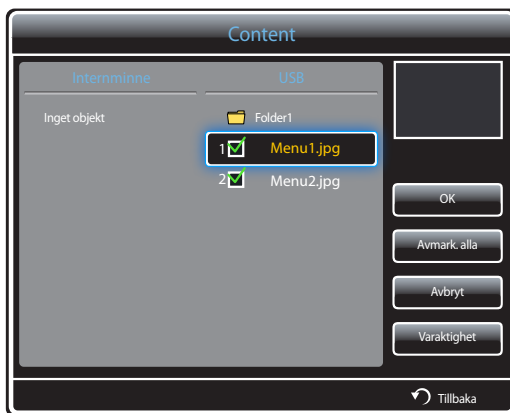 Content
Internminne
USB
Inget objekt
Folder1
1 Menu1.jpg
2 Menu2.jpg
OK
Avmark. alla
Avbryt
Varaktighet
Tillbaka